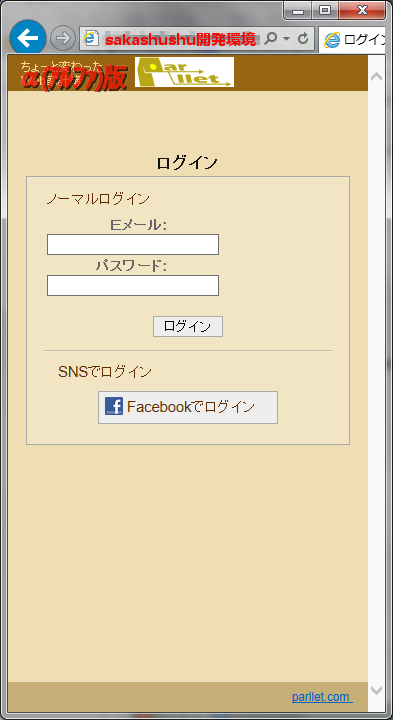 sakashushu開発環境
ログイン
ちょっと変わった
α(アルファ)版
Parllet
ログイン
ノーマルログイン
Eメール:
パスワード:
ログイン
SNSでログイン
Facebookでログイン
parllet.com